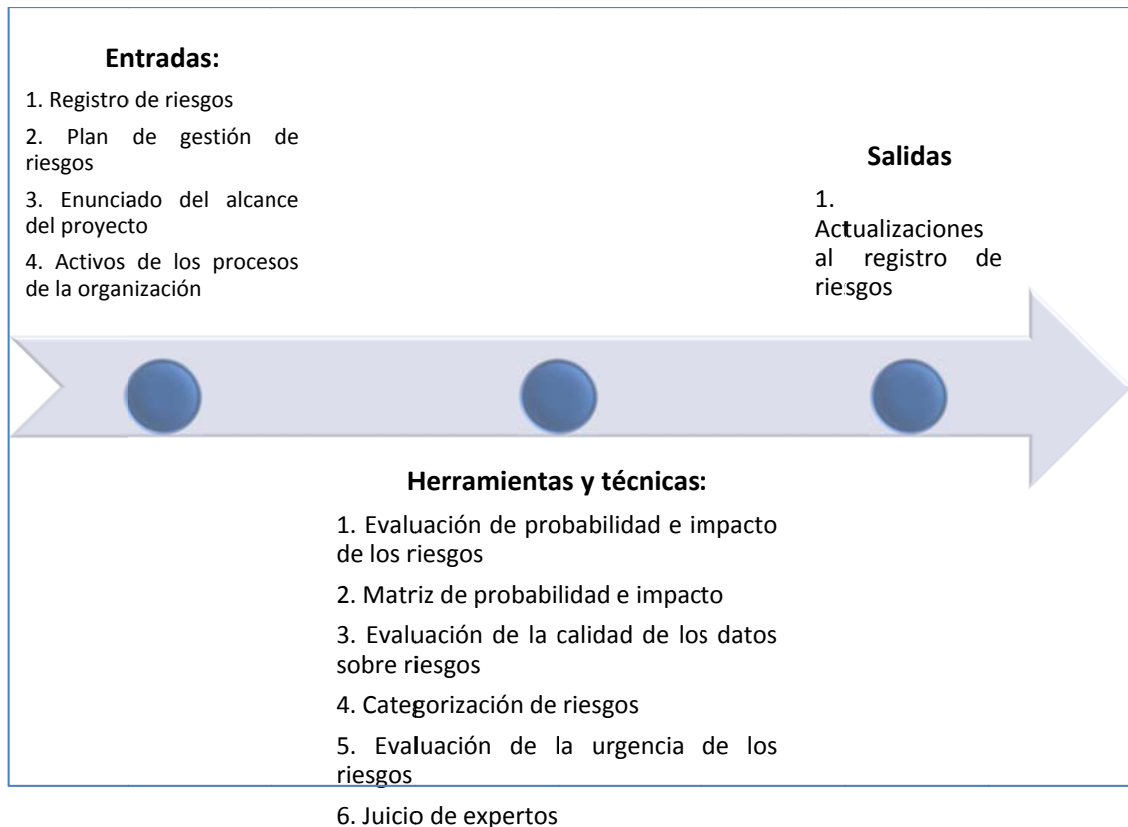 Entradas:
1. Registro de riesgos
2. Plan de gestión de
riesgos
3. Enunciado del alcance
del proyecto
4. Activos de los procesos
de la organización
Salidas
1.
Actualizaciones
al registro de
riesgos
Herramientas y técnicas:
1. Evaluación de probabilidad e impacto
de los riesgos
2. Matriz de probabilidad e impacto
3. Evaluación de la calidad de los datos
sobre riesgos
4. Categorización de riesgos
5. Evaluación de la urgencia de los
riesgos
6. Juicio de expertos